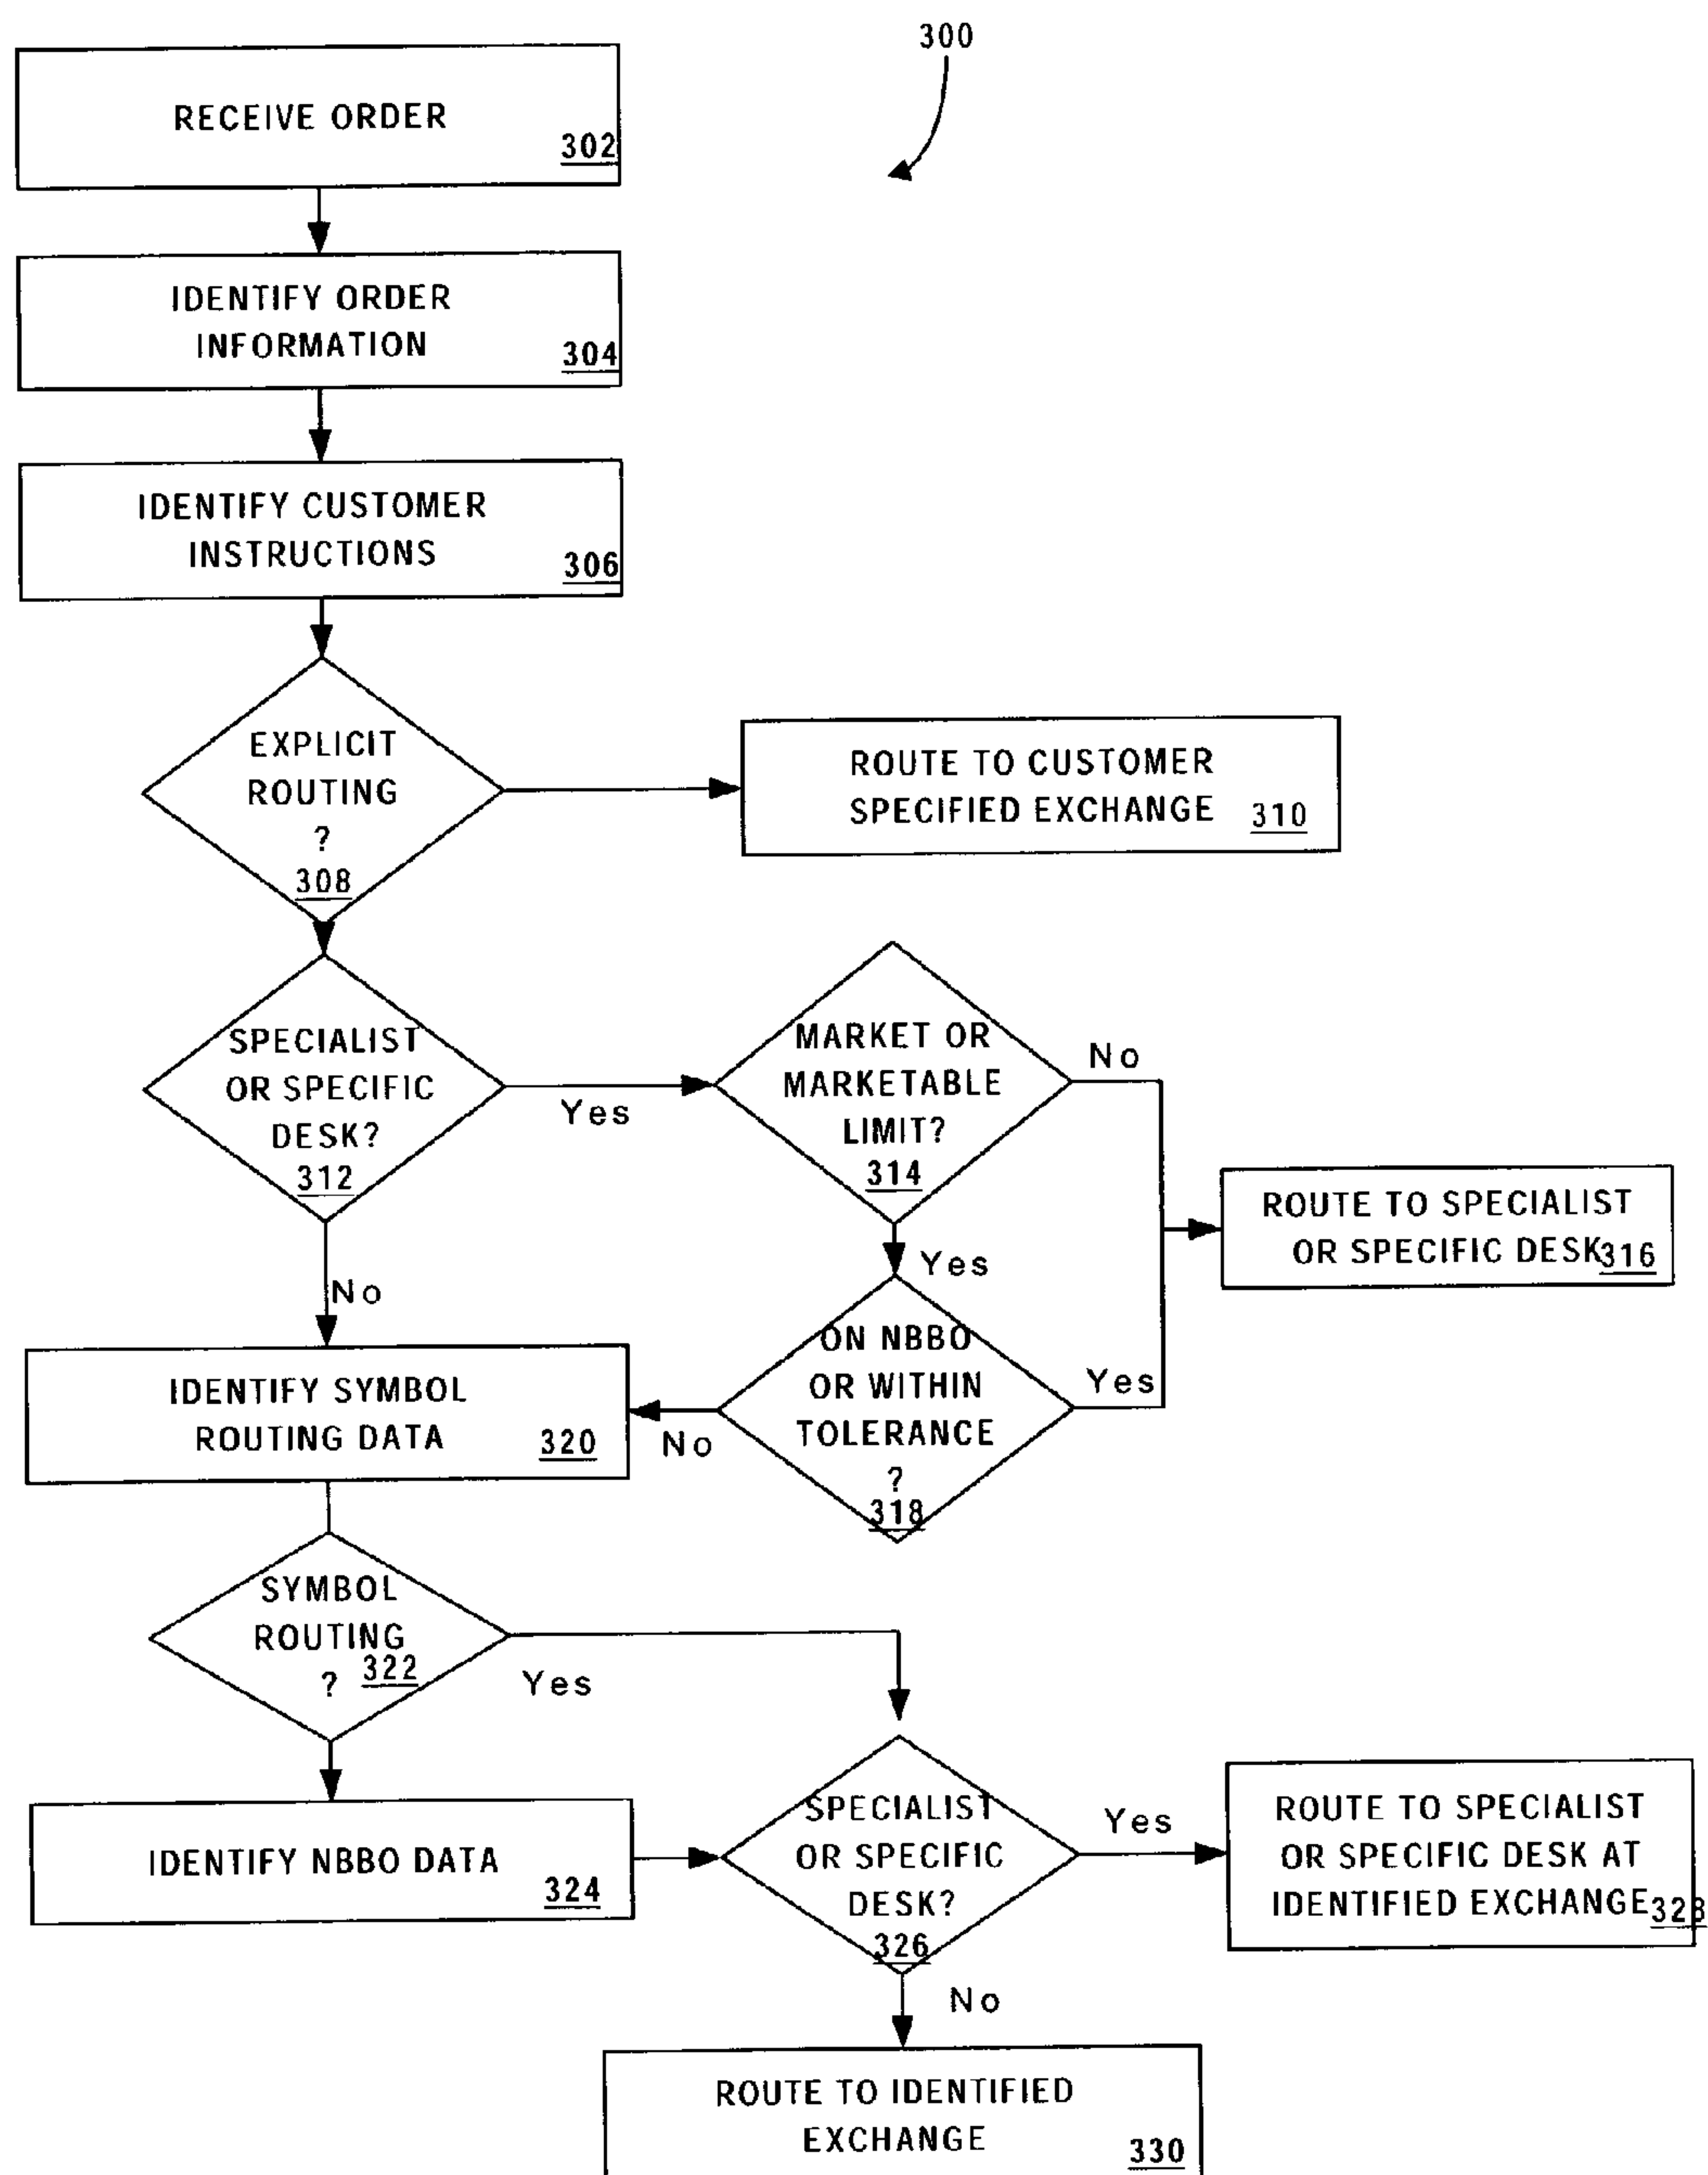 300
RECEIVE ORDER
302
IDENTIFY ORDER
INFORMATION
304
IDENTIFY CUSTOMER
INSTRUCTIONS
306
EXPLICIT
ROUTING
?
308
ROUTE TO CUSTOMER
SPECIFIED EXCHANGE
310
SPECIALIST
OR SPECIFIC
DESK?
312
Yes
No
MARKET OR
MARKETABLE
LIMIT?
314
No
Yes
ROUTE TO SPECIALIST
OR SPECIFIC DESK
316
ON NBBO
OR WITHIN
TOLERANCE
?
318
Yes
No
IDENTIFY SYMBOL
ROUTING DATA
320
SYMBOL
ROUTING
?
322
Yes
IDENTIFY NBBO DATA
324
SPECIALIST
OR SPECIFIC
DESK?
326
Yes
No
ROUTE TO SPECIALIST
OR SPECIFIC DESK AT
IDENTIFIED EXCHANGE
328
ROUTE TO IDENTIFIED
EXCHANGE
330